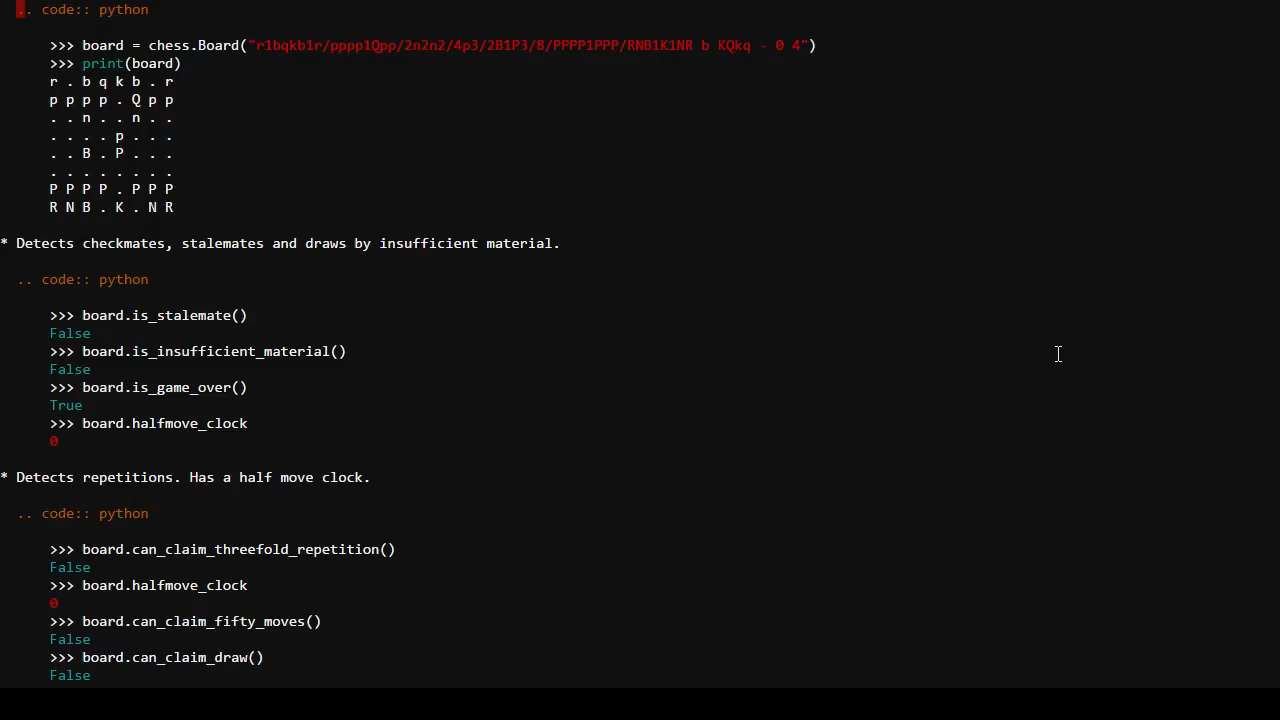 .. code:: python
>>> board = chess.Board("r1bqkb1r/pppp1Qpp/2n2n2/4p3/2B1P3/8/PPPP1PPP/RNB1K1NR b KQkq - 0 4")
>>> print(board)
r . b q k b . r
p p p p . Q p p
. . n . . n . .
. . . . p . . .
. . B . P . . .
. . . . . . . .
P P P P . P P P
R N B . K . N R
* Detects checkmates, stalemates and draws by insufficient material.
.. code:: python
>>> board.is_stalemate()
False
>>> board.is_insufficient_material()
False
>>> board.is_game_over()
True
>>> board.halfmove_clock
0
* Detects repetitions. Has a half move clock.
.. code:: python
>>> board.can_claim_threefold_repetition()
False
>>> board.halfmove_clock
0
>>> board.can_claim_fifty_moves()
False
>>> board.can_claim_draw()
False